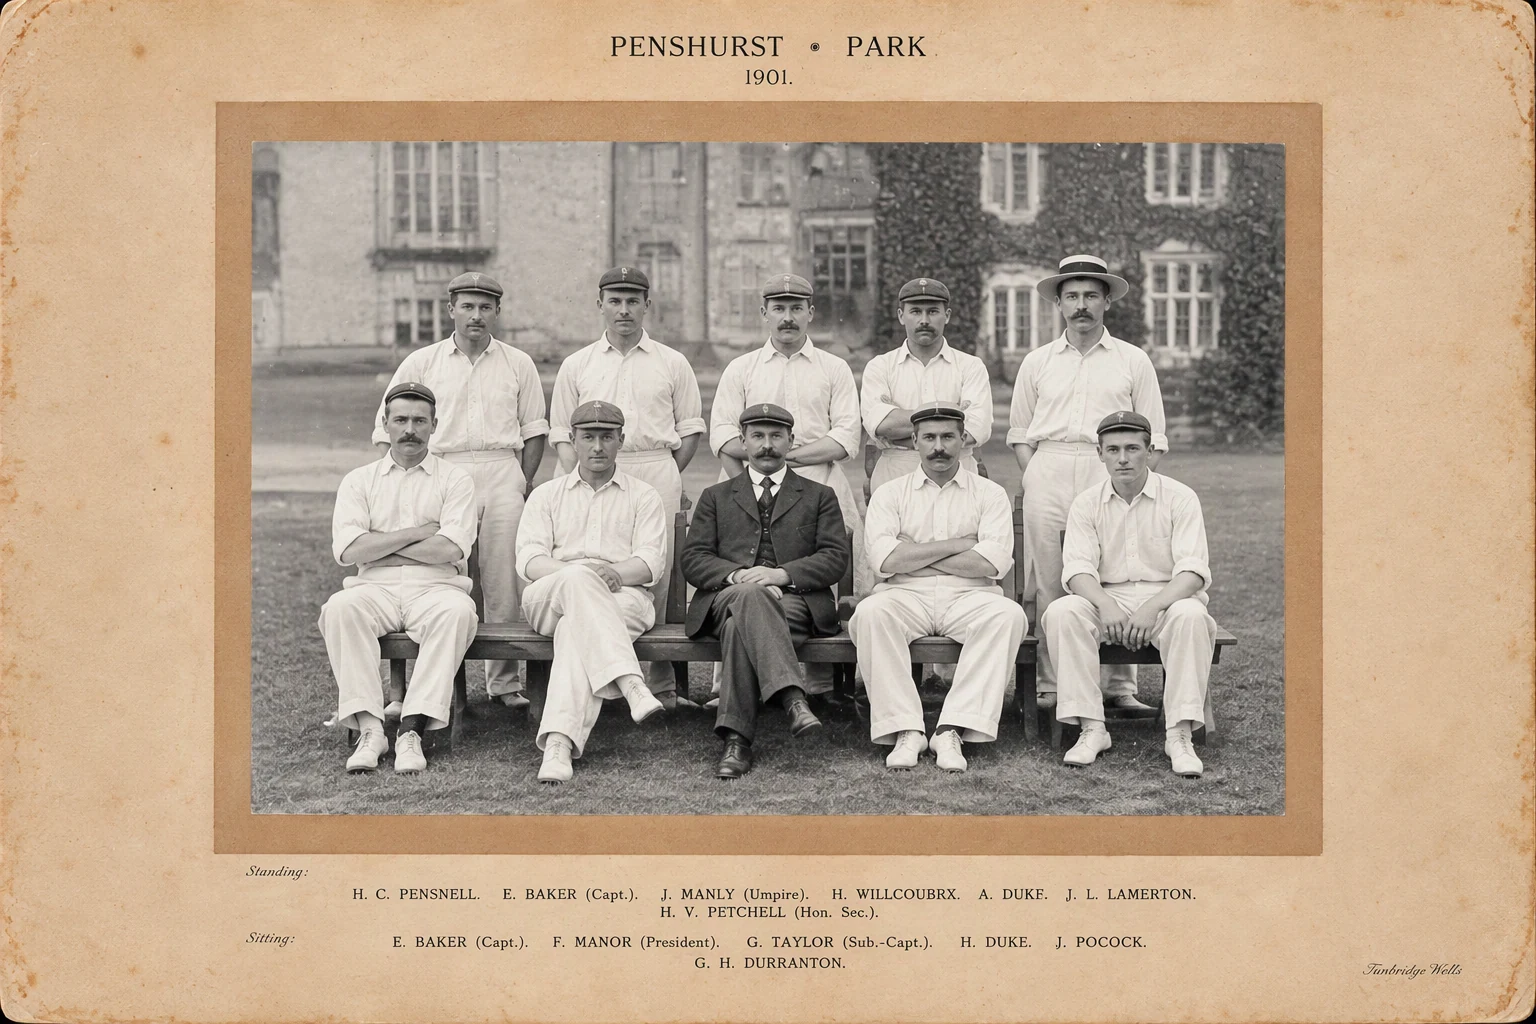 PENSHURST • PARK
1901.
Standing:
H. C. PENSNELL. E. BAKER (Capt.). J. MANLY (Umpire). H. WILLCOUBRX. A. DUKE. J. L. LAMERTON.
H. V. PETCHELL (Hon. Sec.).
Sitting:
E. BAKER (Capt.). F. MANOR (President). G. TAYLOR (Sub.-Capt.). H. DUKE. J. POCOCK.
G. H. DURRANTON.
Tunbridge Wells